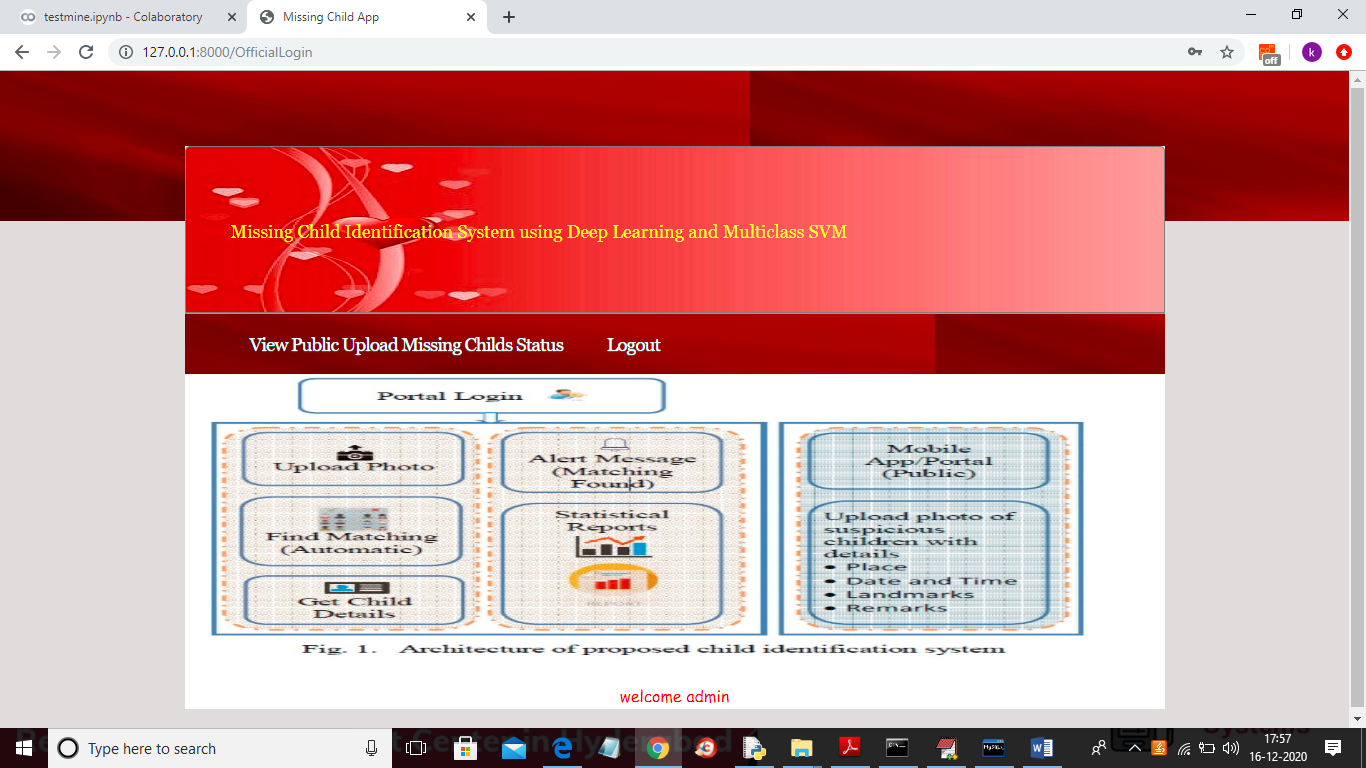 testmine.ipynb - Colaboratory
Missing Child App
127.0.0.1:8000/OfficialLogin
off
k
Missing Child Identification System using Deep Learning and Multiclass SVM
View Public Upload Missing Childs Status
Logout
Portal Login
Upload Photo
Find Matching
(Automatic)
Get Child
Details
Alert Message
(Matching
Found)
Statistical
Reports
REPORT
Mobile
App/Portal
(Public)
Upload photo of
suspicious
children with
details
• Place
• Date and Time
• Landmarks
• Remarks
Fig. 1. Architecture of proposed child identification system
welcome admin
Type here to search
17:57
16-12-2020